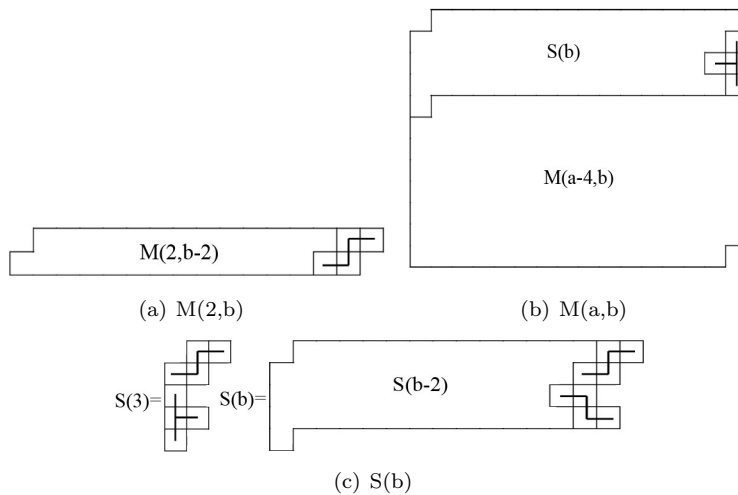 S(b)
M(a-4,b)
M(2,b-2)
(a) M(2,b)
(b) M(a,b)
S(3)=
S(b)=
S(b-2)
(c) S(b)